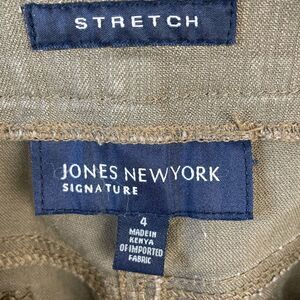 STRETCH
JONES NEWYORK
SIGNATURE
4
MADE IN
KENYA
OF IMPORTED
FABRIC